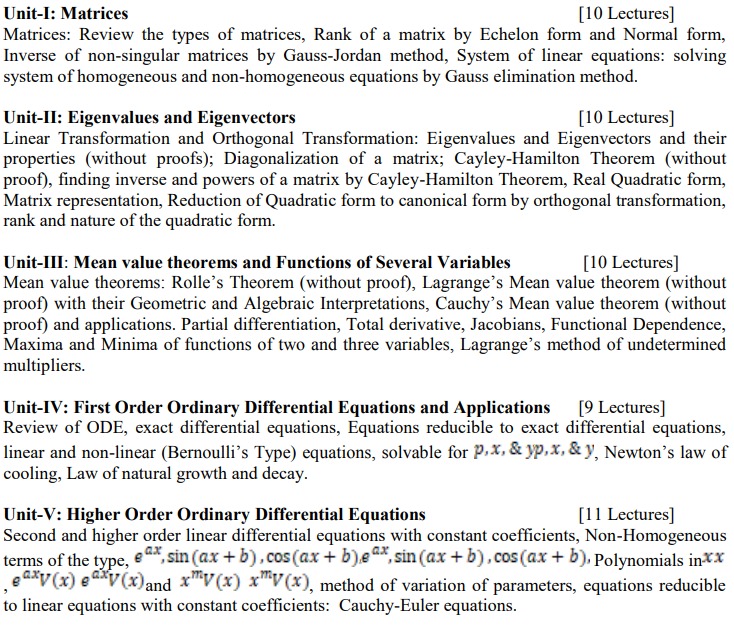 Unit-I: Matrices [10 Lectures]
Matrices: Review the types of matrices, Rank of a matrix by Echelon form and Normal form,
Inverse of non-singular matrices by Gauss-Jordan method, System of linear equations: solving
system of homogeneous and non-homogeneous equations by Gauss elimination method.
Unit-II: Eigenvalues and Eigenvectors [10 Lectures]
Linear Transformation and Orthogonal Transformation: Eigenvalues and Eigenvectors and their
properties (without proofs); Diagonalization of a matrix; Cayley-Hamilton Theorem (without
proof), finding inverse and powers of a matrix by Cayley-Hamilton Theorem, Real Quadratic form,
Matrix representation, Reduction of Quadratic form to canonical form by orthogonal transformation,
rank and nature of the quadratic form.
Unit-III: Mean value theorems and Functions of Several Variables [10 Lectures]
Mean value theorems: Rolle's Theorem (without proof), Lagrange's Mean value theorem (without
proof) with their Geometric and Algebraic Interpretations, Cauchy's Mean value theorem (without
proof) and applications. Partial differentiation, Total derivative, Jacobians, Functional Dependence,
Maxima and Minima of functions of two and three variables, Lagrange's method of undetermined
multipliers.
Unit-IV: First Order Ordinary Differential Equations and Applications [9 Lectures]
Review of ODE, exact differential equations, Equations reducible to exact differential equations,
linear and non-linear (Bernoulli's Type) equations, solvable for p,x, & yp,x, & y, Newton's law of
cooling, Law of natural growth and decay.
Unit-V: Higher Order Ordinary Differential Equations [11 Lectures]
Second and higher order linear differential equations with constant coefficients, Non-Homogeneous
terms of the type, e^{ax}, sin(ax + b), cos(ax + b),e^{ax}, sin(ax + b), cos(ax + b), Polynomials inxx
, e^{ax}V(x) e^{ax}V(x)and x^mV(x) x^mV(x), method of variation of parameters, equations reducible
to linear equations with constant coefficients: Cauchy-Euler equations.